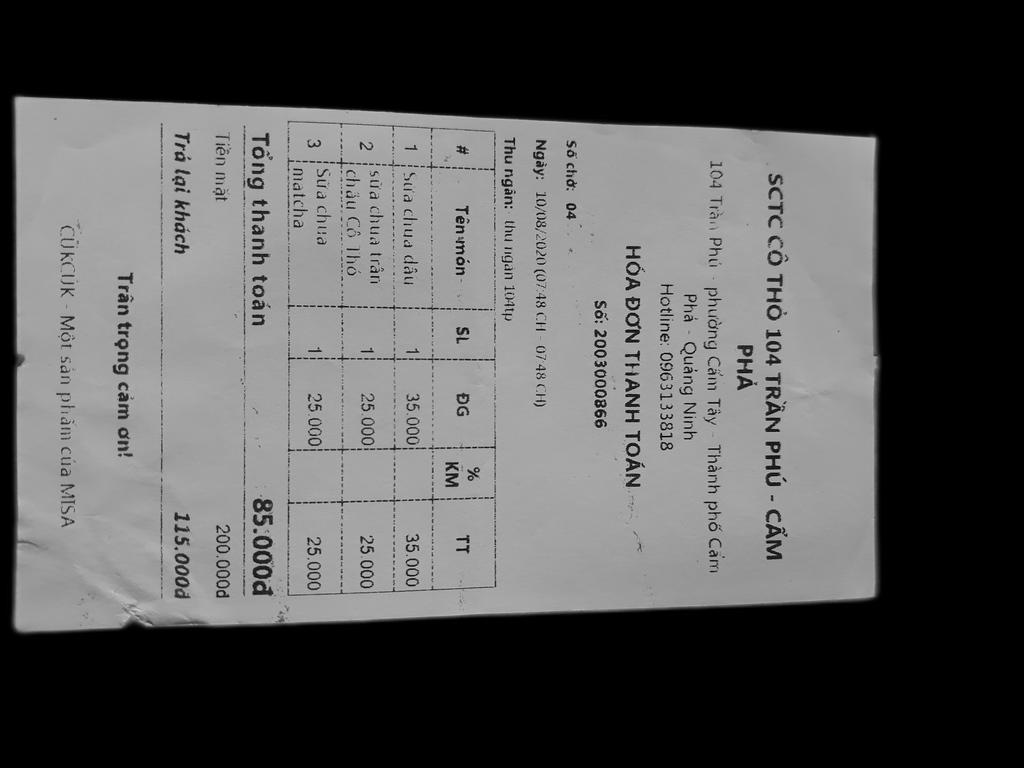 SCTC CÔ THỎ 104 TRẦN PHÚ - CẨM
PHẢ
104 Trần Phú - phường Cẩm Tây - Thành phố Cẩm
Phả - Quảng Ninh
Hotline: 0963133818
HÓA ĐƠN THANH TOÁN
Số: 2003000866
Số chờ: 04
Ngày: 10/08/2020 (07:48 CH - 07:48 CH)
Thu ngân: thu ngân 104tp
# Tên món SL ĐG % KM TT
1 Sữa chua dâu 1 35.000 35.000
2 sữa chua trân 1 25.000 25.000
châu Cô Thỏ
3 Sữa chua 1 25.000 25.000
matcha
Tổng thanh toán 85.000đ
Tiền mặt 200.000đ
Trả lại khách 115.000đ
Trân trọng cảm ơn!
CUKCUK - Một sản phẩm của MISA